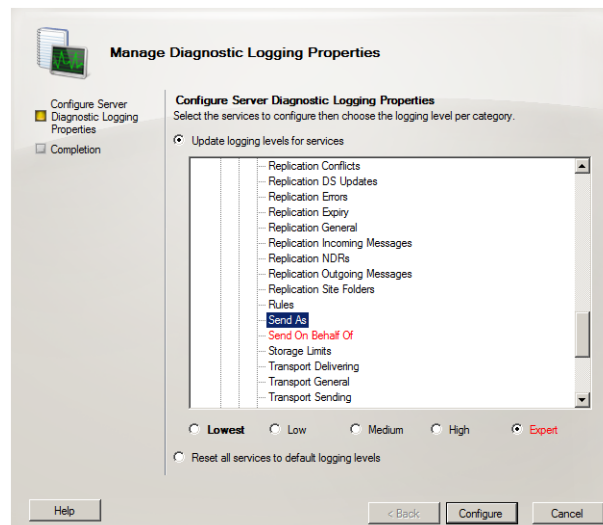 Manage Diagnostic Logging Properties
Configure Server
Diagnostic Logging
Properties
Completion
Configure Server Diagnostic Logging Properties
Select the services to configure then choose the logging level per category.
Update logging levels for services
Replication Conflicts
Replication DS Updates
Replication Errors
Replication Expiry
Replication General
Replication Incoming Messages
Replication NDRs
Replication Outgoing Messages
Replication Site Folders
Rules
Send As
Send On Behalf Of
Storage Limits
Transport Delivering
Transport General
Transport Sending
Lowest Low Medium High Expert
Reset all services to default logging levels
Help < Back Configure Cancel